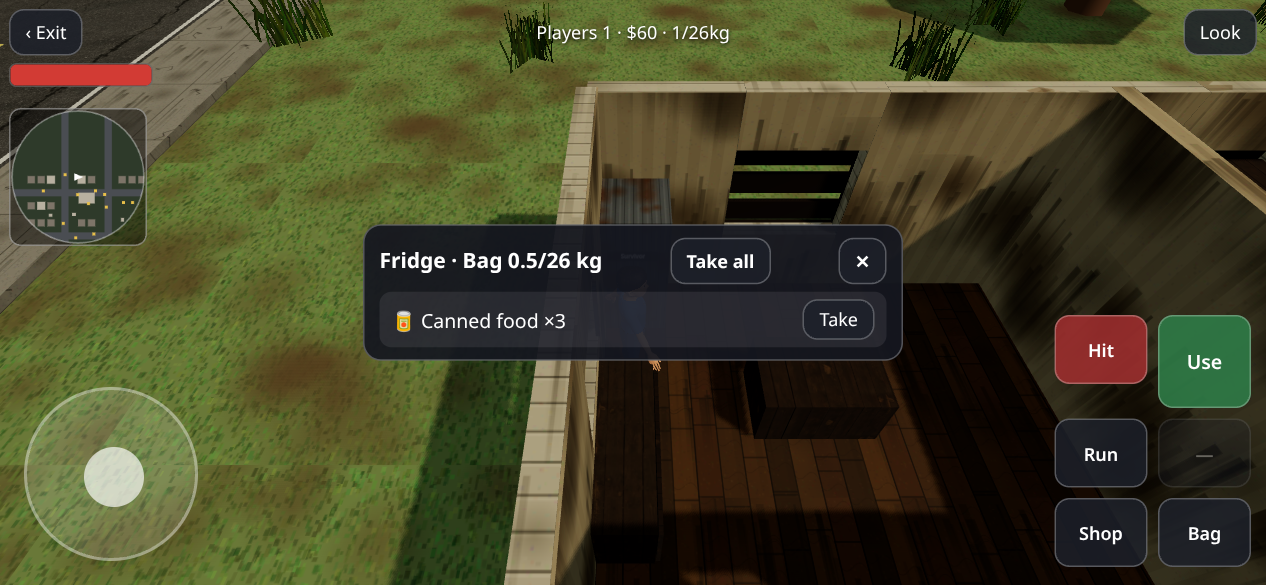 ‹ Exit
Players 1 · $60 · 1/26kg
Look
Fridge · Bag 0.5/26 kg
Take all
×
Canned food ×3
Take
Hit
Use
Run
—
Shop
Bag